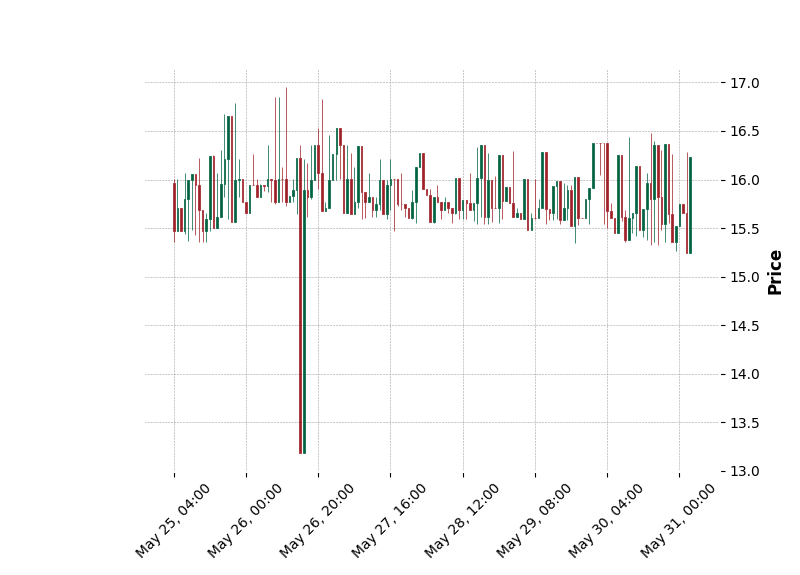 17.0
16.5
16.0
15.5
15.0
14.5
14.0
13.5
13.0
Price
May 25, 04:00
May 26, 00:00
May 26, 20:00
May 27, 16:00
May 28, 12:00
May 29, 08:00
May 30, 04:00
May 31, 00:00